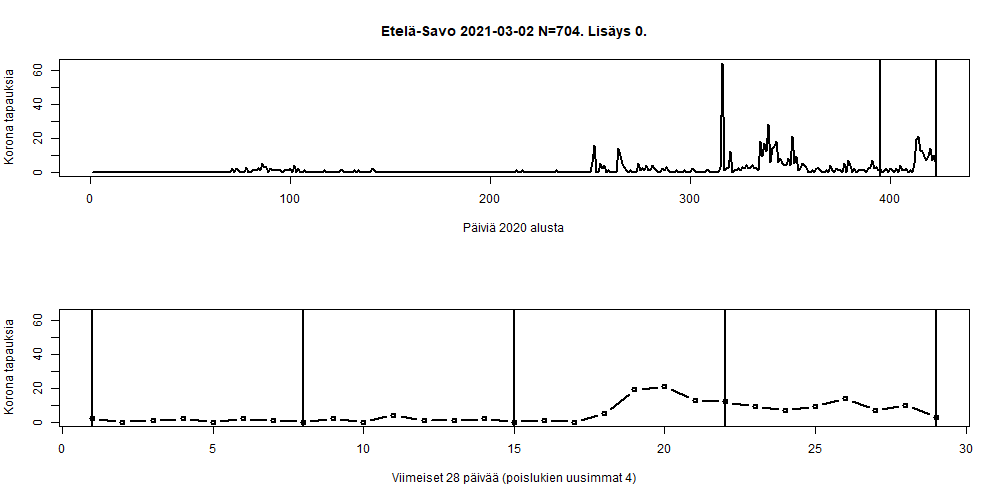 Etelä-Savo 2021-03-02 N=704. Lisäys 0.
Korona tapauksia
0 20 40 60
0 100 200 300 400
Päiviä 2020 alusta
Korona tapauksia
0 20 40 60
0 5 10 15 20 25 30
Viimeiset 28 päivää (poislukien uusimmat 4)